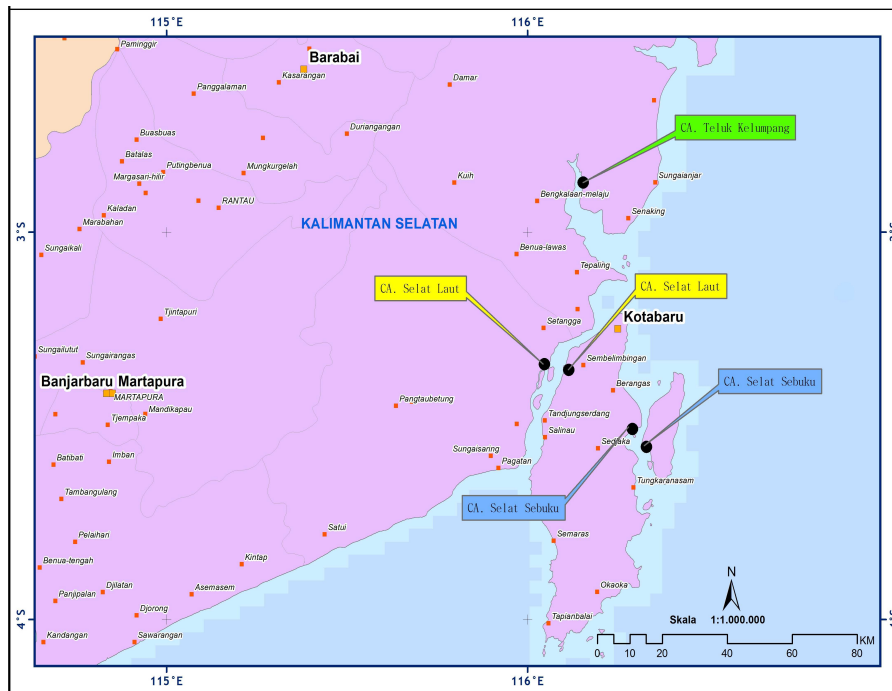 115°E
116°E
Paminggir
Barabai
Kasarangan
Damar
Panggalaman
CA. Teluk Kelumpang
Buasbuas
Duriangangan
Batalas
Putingbenua
Mungkurgelah
Margasari-hilir
Kuih
Sungaianjar
RANTAU
Bengkalaan-melaju
Kaladan
Senaking
Marabahan
KALIMANTAN SELATAN
3°S
Sungaikali
Benua-lawas
Tepaling
CA. Selat Laut
CA. Selat Laut
Tjintapuri
Setangga
Kotabaru
Sungailutut
Sungairangas
Sembelimbingan
Banjarbaru Martapura
Berangas
CA. Selat Sebuku
MARTAPURA
Pangtaubetung
Mandikapau
Tjempaka
Tandjungserdang
Salinau
Sedjaka
Batibati
Imban
Sungaisaring
Pagatan
Tungkaranasam
Tambangulang
CA. Selat Sebuku
Satui
Pelaihan
Semaras
Benua-tengah
Kintap
N
Djilatan
Asemasem
Okaoka
Panjipalan
Djorong
Tapianbalai
Skala 1:1.000.000
4°S
Kandangan
Sawarangan
KM
0 10 20 40 60 80
115°E
116°E